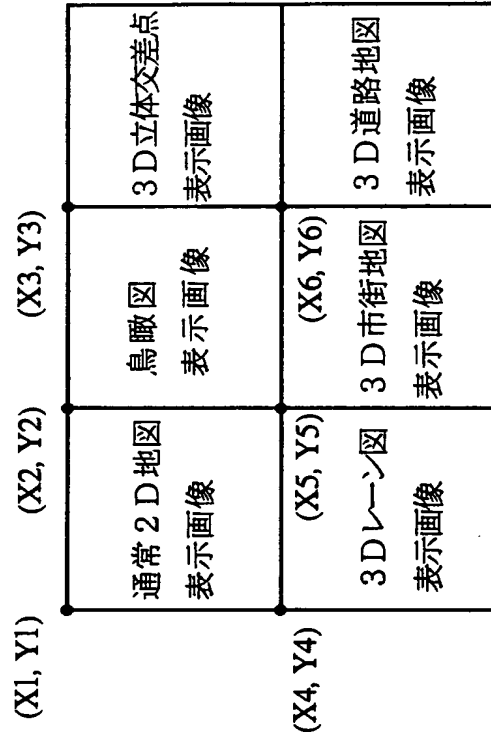 (X1, Y1)
(X2, Y2)
(X3, Y3)
通常2D地図
表示画像
鳥瞰図
表示画像
3D立体交差点
表示画像
(X4, Y4)
(X5, Y5)
(X6, Y6)
3Dレーン図
表示画像
3D市街地図
表示画像
3D道路地図
表示画像